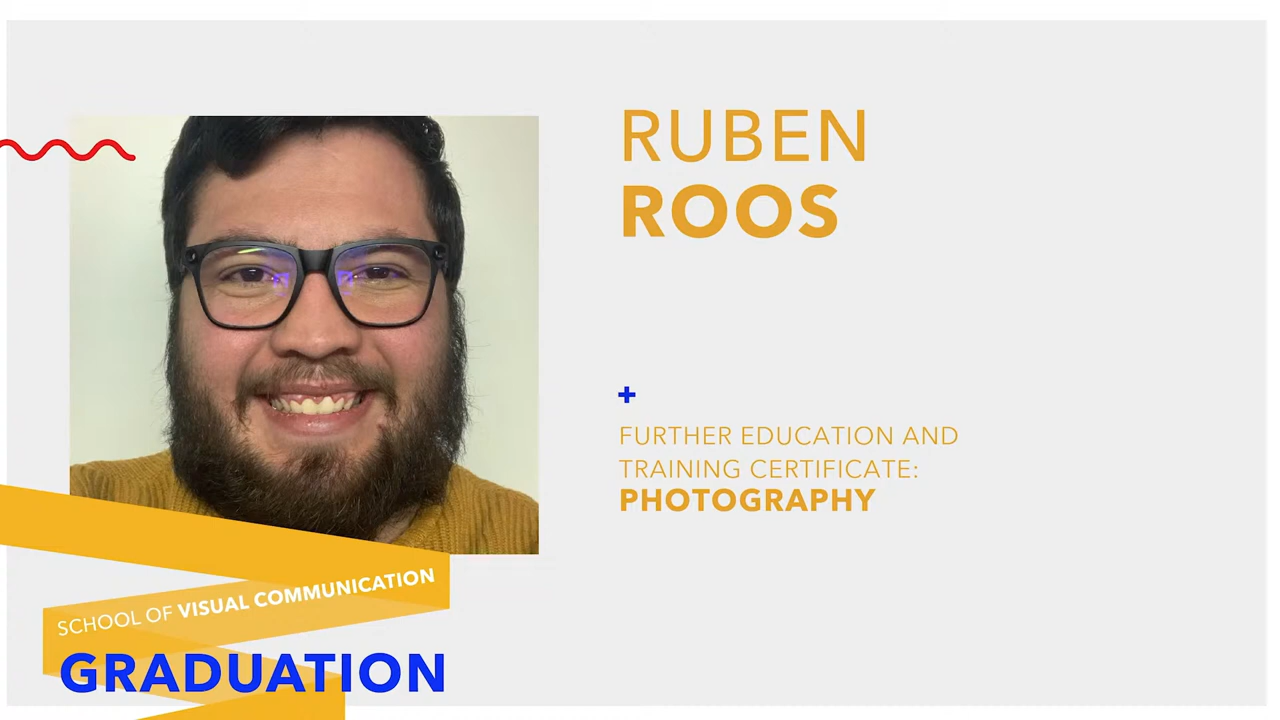 RUBEN
ROOS
+
FURTHER EDUCATION AND
TRAINING CERTIFICATE:
PHOTOGRAPHY
SCHOOL OF VISUAL COMMUNICATION
GRADUATION